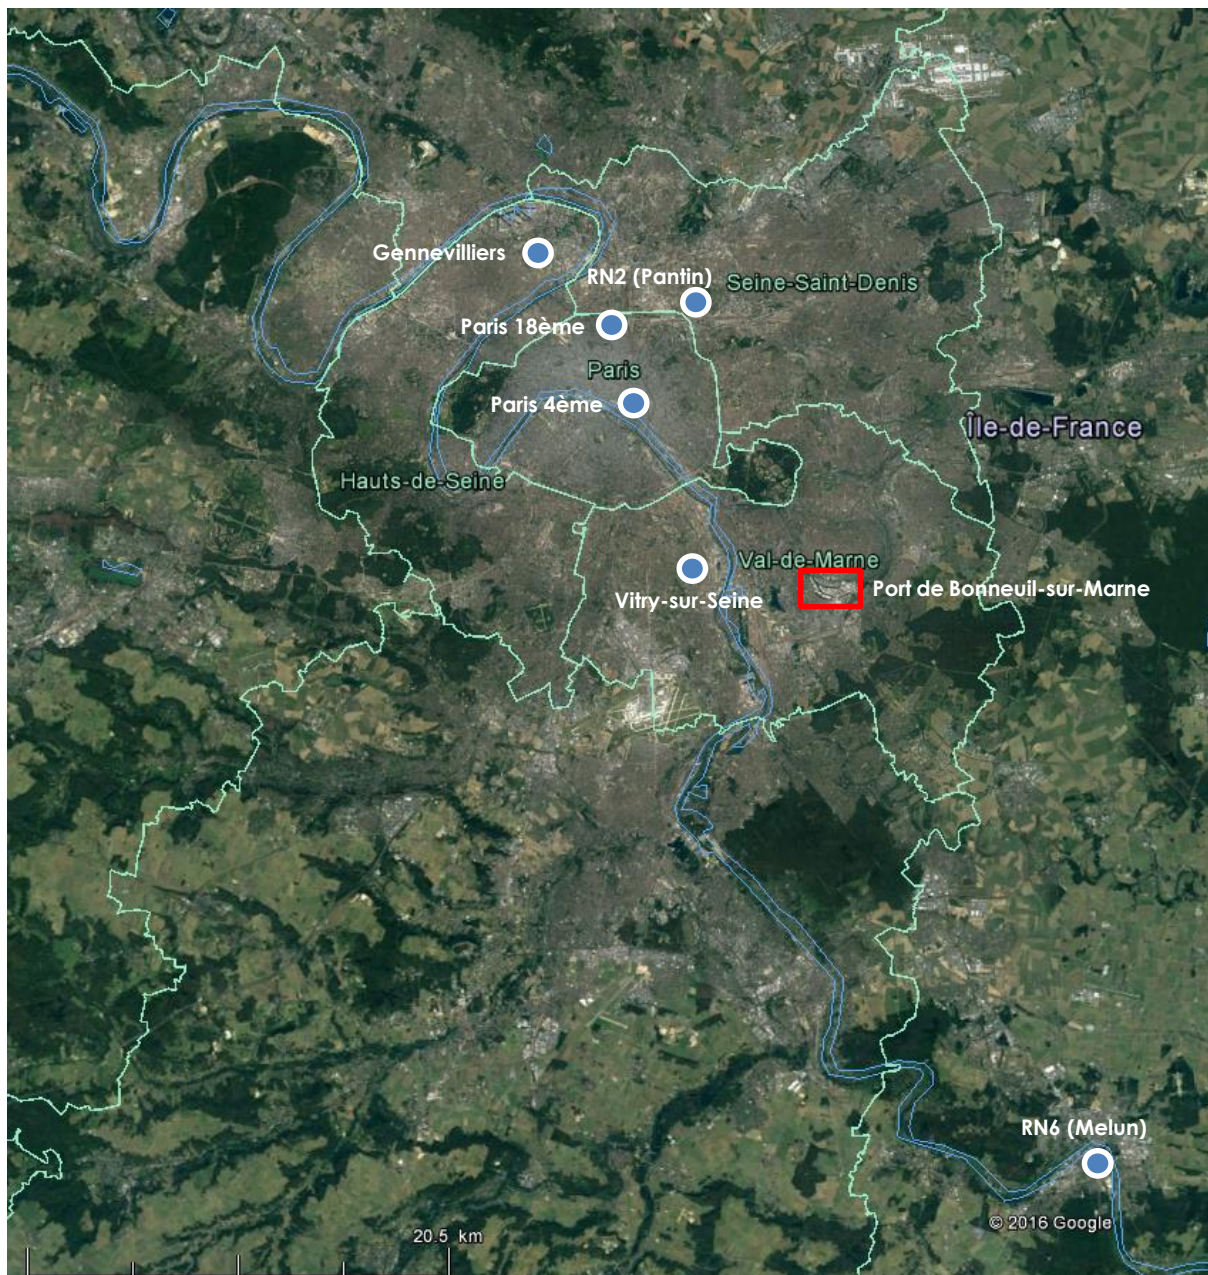 Gennevilliers
RN2 (Pantin)
Seine-Saint-Denis
Paris 18ème
Paris
Paris 4ème
Île-de-France
Hauts-de-Seine
Val-de-Marne
Port de Bonneuil-sur-Marne
Vitry-sur-Seine
RN6 (Melun)
© 2016 Google
20.5 km